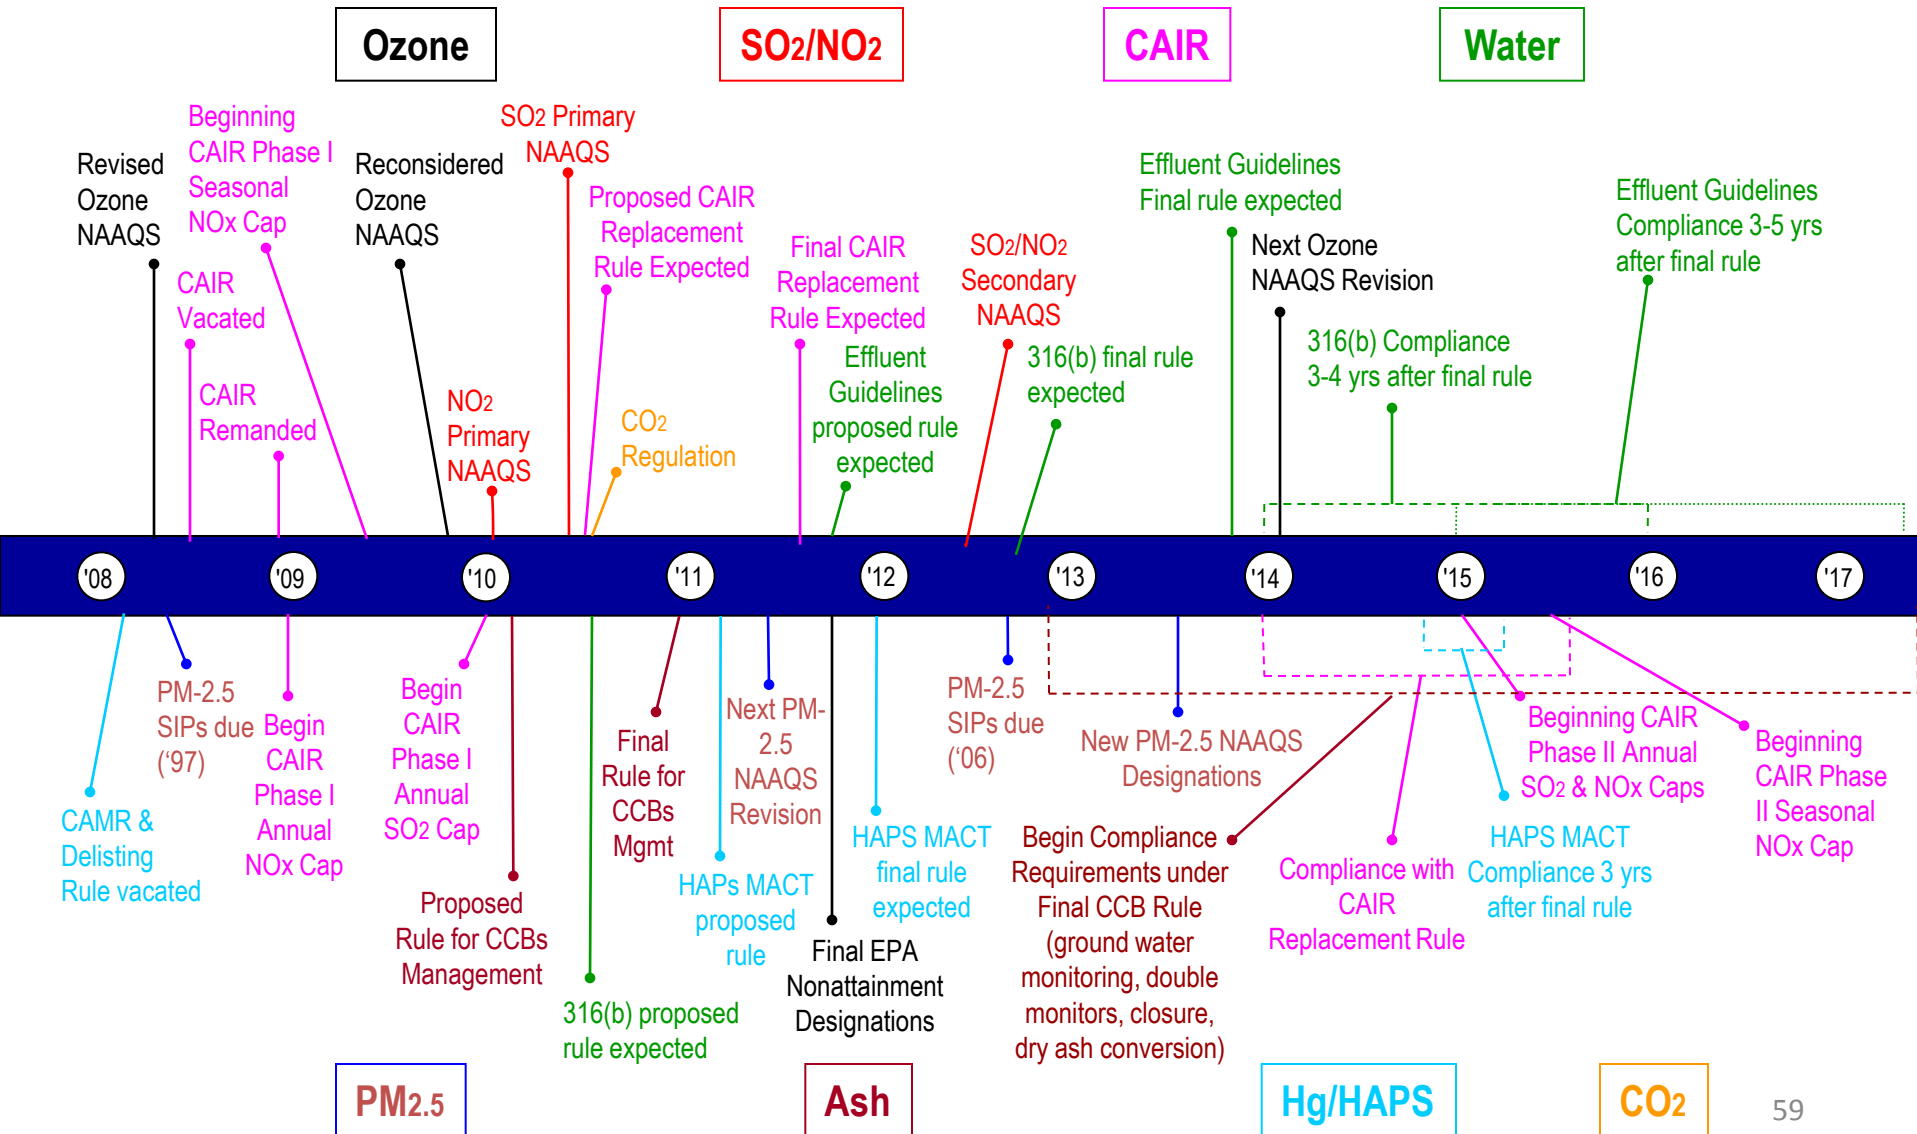 Ozone
SO2/NO2
CAIR
Water
Revised
Ozone
NAAQS
CAIR
Vacated
Beginning
CAIR Phase I
Seasonal
NOx Cap
CAIR
Remanded
Reconsidered
Ozone
NAAQS
NO2
Primary
NAAQS
SO2 Primary
NAAQS
Proposed CAIR
Replacement
Rule Expected
CO2
Regulation
Final CAIR
Replacement
Rule Expected
Effluent
Guidelines
proposed rule
expected
SO2/NO2
Secondary
NAAQS
316(b) final rule
expected
Effluent Guidelines
Final rule expected
Next Ozone
NAAQS Revision
316(b) Compliance
3-4 yrs after final rule
Effluent Guidelines
Compliance 3-5 yrs
after final rule
'08
'09
'10
'11
'12
'13
'14
'15
'16
'17
CAMR &
Delisting
Rule vacated
PM-2.5
SIPs due
(‘97)
Begin
CAIR
Phase I
Annual
NOx Cap
Begin
CAIR
Phase I
Annual
SO2 Cap
Proposed
Rule for CCBs
Management
316(b) proposed
rule expected
Final
Rule for
CCBs
Mgmt
HAPs MACT
proposed
rule
Next PM-
2.5
NAAQS
Revision
Final EPA
Nonattainment
Designations
HAPS MACT
final rule
expected
PM-2.5
SIPs due
(‘06)
New PM-2.5 NAAQS
Designations
Begin Compliance
Requirements under
Final CCB Rule
(ground water
monitoring, double
monitors, closure,
dry ash conversion)
Compliance with
CAIR
Replacement Rule
Beginning CAIR
Phase II Annual
SO2 & NOx Caps
HAPS MACT
Compliance 3 yrs
after final rule
Beginning
CAIR Phase
II Seasonal
NOx Cap
PM2.5
Ash
Hg/HAPS
CO2
59